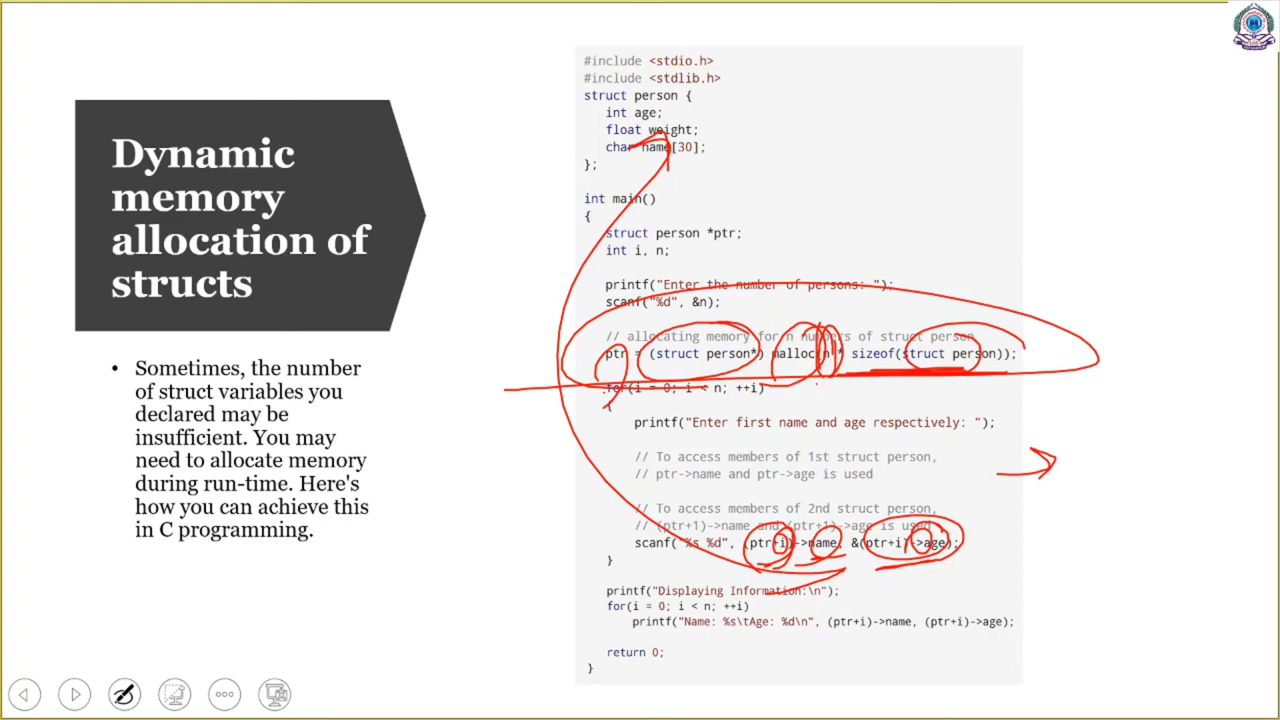 Dynamic
memory
allocation of
structs
• Sometimes, the number
of struct variables you
declared may be
insufficient. You may
need to allocate memory
during run-time. Here's
how you can achieve this
in C programming.
#include <stdio.h>
#include <stdlib.h>
struct person {
int age;
float weight;
char name[30];
};
int main()
{
struct person *ptr;
int i, n;
printf("Enter the number of persons: ");
scanf("%d", &n);
// allocating memory for n numbers of struct person
ptr = (struct person*) malloc(n * sizeof(struct person));
for(i = 0; i < n; ++i)
{
printf("Enter first name and age respectively: ");
// To access members of 1st struct person,
// ptr->name and ptr->age is used
// To access members of 2nd struct person,
// (ptr+1)->name and (ptr+1)->age is used
scanf("%s %d", (ptr+i)->name, &(ptr+i)->age);
}
printf("Displaying Information:\n");
for(i = 0; i < n; ++i)
printf("Name: %s\tAge: %d\n", (ptr+i)->name, (ptr+i)->age);
return 0;
}